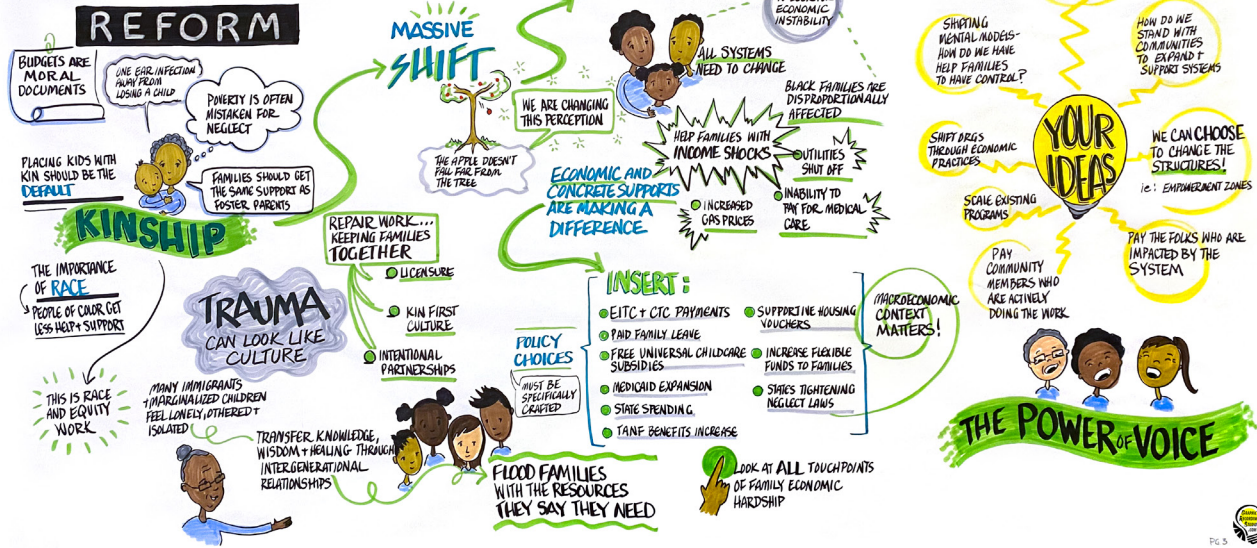 REFORM
BUDGETS ARE
MORAL
DOCUMENTS
ONE EAR INFECTION
AWAY FROM
LOSING A CHILD
POVERTY IS OFTEN
MISTAKEN FOR
NEGLECT
PLACING KIDS WITH
KIN SHOULD BE THE
DEFAULT
FAMILIES SHOULD GET
THE SAME SUPPORT AS
FOSTER PARENTS
KINSHIP
THE IMPORTANCE
OF RACE
PEOPLE OF COLOR GET
LESS HELP + SUPPORT
THIS IS RACE
AND EQUITY
WORK
TRAUMA
CAN LOOK LIKE
CULTURE
MANY IMMIGRANTS
+ MARGINALIZED CHILDREN
FEEL LONELY, OTHERED +
ISOLATED
TRANSFER KNOWLEDGE,
WISDOM + HEALING THROUGH
INTERGENERATIONAL
RELATIONSHIPS
REPAIR WORK...
KEEPING FAMILIES
TOGETHER
LICENSURE
KIN FIRST
CULTURE
INTENTIONAL
PARTNERSHIPS
MASSIVE
SHIFT
WE ARE CHANGING
THIS PERCEPTION
THE APPLE DOESN'T
FALL FAR FROM
THE TREE
ECONOMIC
INSTABILITY
ALL SYSTEMS
NEED TO CHANGE
BLACK FAMILIES ARE
DISPROPORTIONALLY
AFFECTED
HELP FAMILIES WITH
INCOME SHOCKS
UTILITIES
SHUT OFF
INCREASED
GAS PRICES
INABILITY TO
PAY FOR MEDICAL
CARE
ECONOMIC AND
CONCRETE SUPPORTS
ARE MAKING A
DIFFERENCE
INSERT:
EITC + CTC PAYMENTS
PAID FAMILY LEAVE
FREE UNIVERSAL CHILDCARE
SUBSIDIES
MEDICAID EXPANSION
STATE SPENDING
TANF BENEFITS INCREASE
SUPPORTIVE HOUSING
VOUCHERS
INCREASE FLEXIBLE
FUNDS TO FAMILIES
STATES TIGHTENING
NEGLECT LAWS
POLICY
CHOICES
MUST BE
SPECIFICALLY
CRAFTED
MACROECONOMIC
CONTEXT
MATTERS!
FLOOD FAMILIES
WITH THE RESOURCES
THEY SAY THEY NEED
LOOK AT ALL TOUCHPOINTS
OF FAMILY ECONOMIC
HARDSHIP
YOUR
IDEAS
SHIFTING
MENTAL MODELS-
HOW DO WE HAVE
HELP FAMILIES
TO HAVE CONTROL?
HOW DO WE
STAND WITH
COMMUNITIES
TO EXPAND +
SUPPORT SYSTEMS
SHIFT ORGS
THROUGH ECONOMIC
PRACTICES
WE CAN CHOOSE
TO CHANGE THE
STRUCTURES!
ie: EMPOWERMENT ZONES
SCALE EXISTING
PROGRAMS
PAY
COMMUNITY
MEMBERS WHO
ARE ACTIVELY
DOING THE WORK
PAY THE FOLKS WHO ARE
IMPACTED BY THE
SYSTEM
THE POWER OF VOICE
PG 3